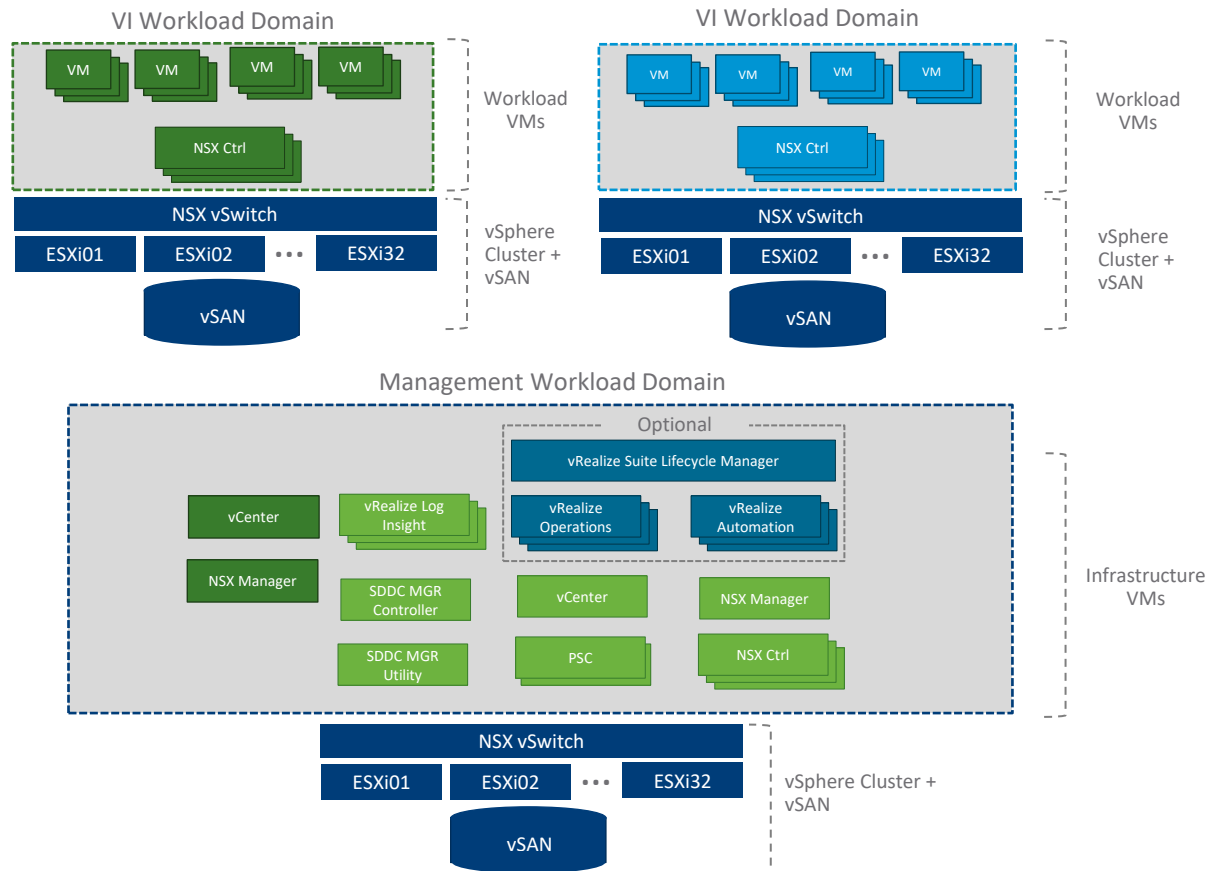 VI Workload Domain
VM
VM
VM
VM
NSX Ctrl
Workload
VMs
NSX vSwitch
ESXi01
ESXi02
ESXi32
vSAN
vSphere
Cluster +
vSAN
VI Workload Domain
VM
VM
VM
VM
NSX Ctrl
Workload
VMs
NSX vSwitch
ESXi01
ESXi02
ESXi32
vSAN
vSphere
Cluster +
vSAN
Management Workload Domain
Optional
vRealize Suite Lifecycle Manager
vCenter
vRealize Log
Insight
vRealize
Operations
vRealize
Automation
NSX Manager
SDDC MGR
Controller
vCenter
NSX Manager
SDDC MGR
Utility
PSC
NSX Ctrl
Infrastructure
VMs
NSX vSwitch
ESXi01
ESXi02
ESXi32
vSAN
vSphere Cluster +
vSAN